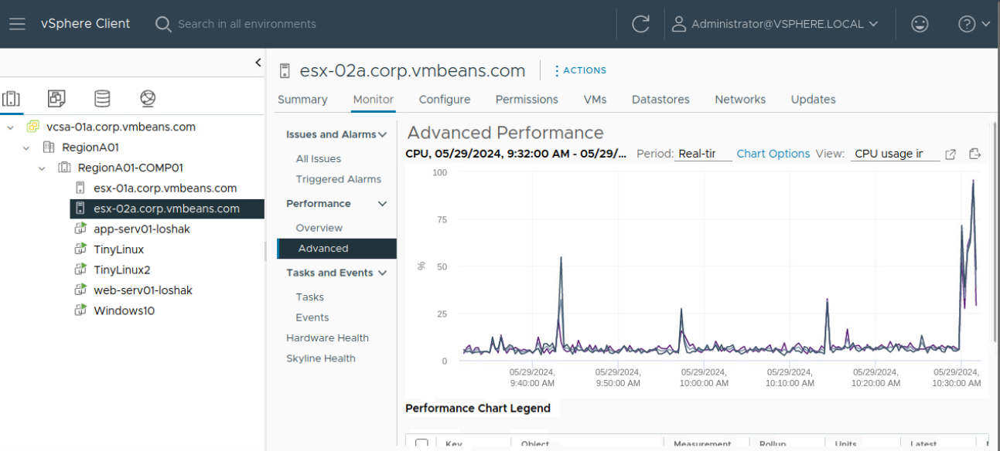 vSphere Client
Search in all environments
Administrator@VSPHERE.LOCAL
?
vcsa-01a.corp.vmbeans.com
RegionA01
RegionA01-COMP01
esx-01a.corp.vmbeans.com
esx-02a.corp.vmbeans.com
app-serv01-loshak
TinyLinux
TinyLinux2
web-serv01-loshak
Windows10
esx-02a.corp.vmbeans.com
ACTIONS
Summary Monitor Configure Permissions VMs Datastores Networks Updates
Issues and Alarms
All Issues
Triggered Alarms
Performance
Overview
Advanced
Tasks and Events
Tasks
Events
Hardware Health
Skyline Health
Advanced Performance
CPU, 05/29/2024, 9:32:00 AM - 05/29/...
Period: Real-tir
Chart Options
View: CPU usage ir
100
75
50
25
0
%
05/29/2024, 9:40:00 AM
05/29/2024, 9:50:00 AM
05/29/2024, 10:00:00 AM
05/29/2024, 10:10:00 AM
05/29/2024, 10:20:00 AM
05/29/2024, 10:30:00 AM
Performance Chart Legend
Key Object Measurement Rollup Units Latest